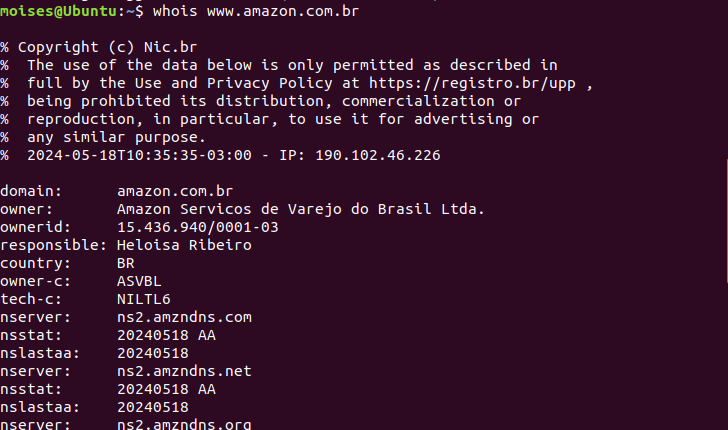 moises@Ubuntu:~$ whois www.amazon.com.br
% Copyright (c) Nic.br
%  The use of the data below is only permitted as described in
%  full by the Use and Privacy Policy at https://registro.br/upp ,
%  being prohibited its distribution, commercialization or
%  reproduction, in particular, to use it for advertising or
%  any similar purpose.
%  2024-05-18T10:35:35-03:00 - IP: 190.102.46.226
domain:      amazon.com.br
owner:       Amazon Servicos de Varejo do Brasil Ltda.
ownerid:     15.436.940/0001-03
responsible: Heloisa Ribeiro
country:     BR
owner-c:     ASVBL
tech-c:      NILTL6
nserver:     ns2.amzndns.com
nsstat:      20240518 AA
nslastaa:    20240518
nserver:     ns2.amzndns.net
nsstat:      20240518 AA
nslastaa:    20240518
nserver:     ns2.amzndns.org